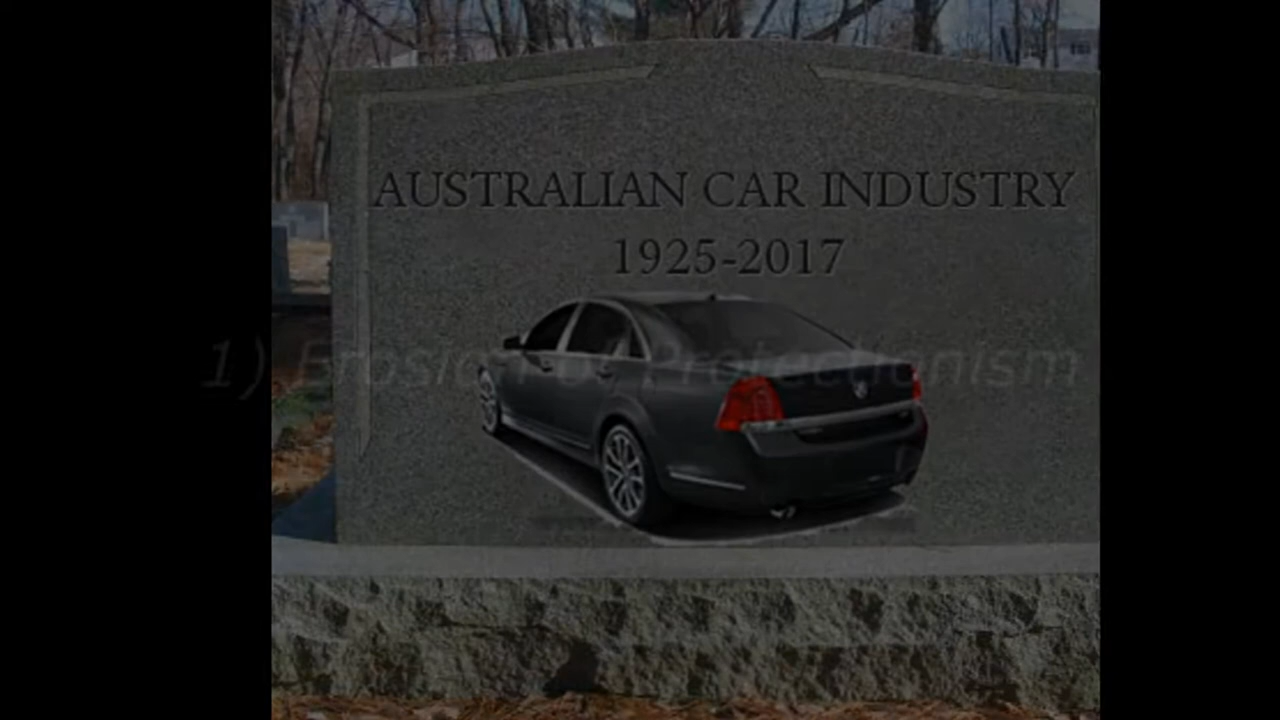 AUSTRALIAN CAR INDUSTRY
1925-2017
1) Erosion of Protectionism